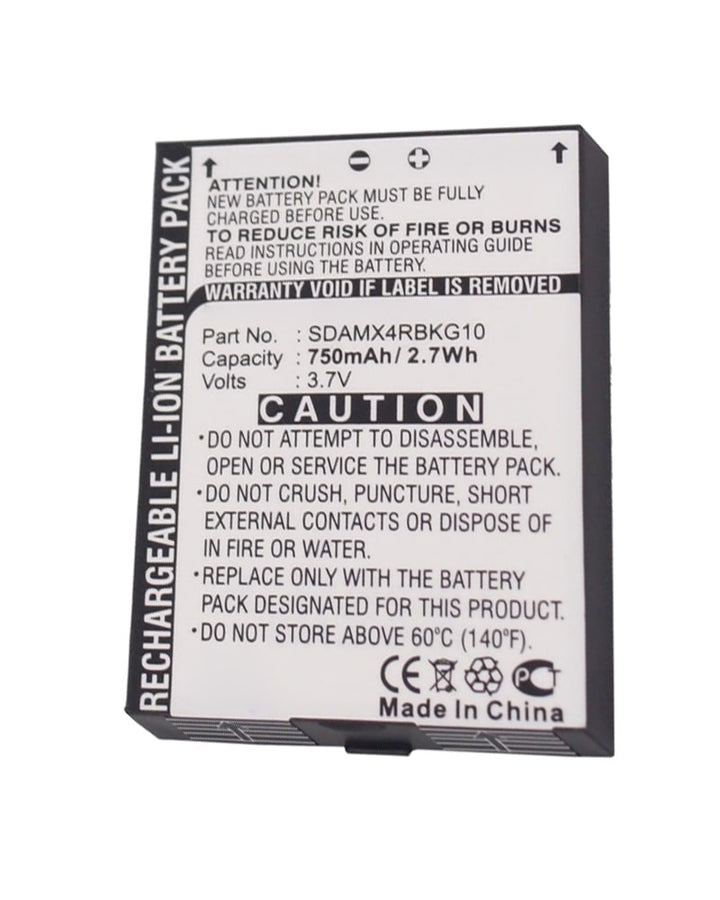 RECHARGEABLE LI-ION BATTERY PACK
ATTENTION!
NEW BATTERY PACK MUST BE FULLY
CHARGED BEFORE USE.
TO REDUCE RISK OF FIRE OR BURNS
READ INSTRUCTIONS IN OPERATING GUIDE
BEFORE USING THE BATTERY.
WARRANTY VOID IF LABEL IS REMOVED
Part No. : SDAMX4RBKG10
Capacity : 750mAh/ 2.7Wh
Volts : 3.7V
CAUTION
•DO NOT ATTEMPT TO DISASSEMBLE,
OPEN OR SERVICE THE BATTERY PACK.
•DO NOT CRUSH, PUNCTURE, SHORT
EXTERNAL CONTACTS OR DISPOSE OF
IN FIRE OR WATER.
•REPLACE ONLY WITH THE BATTERY
PACK DESIGNATED FOR THIS PRODUCT.
•DO NOT STORE ABOVE 60°C (140°F).
CE PCT
Made In China